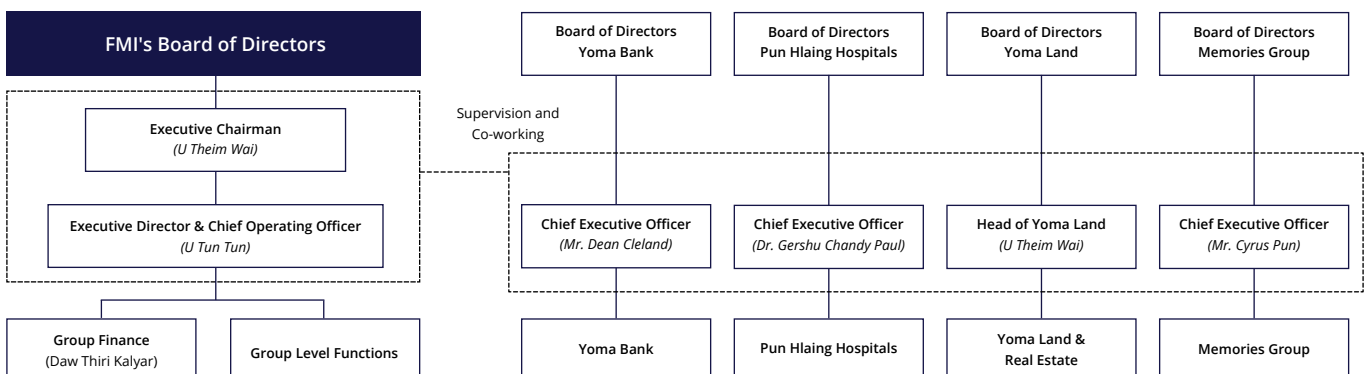 FMI's Board of Directors
Board of Directors
Yoma Bank
Board of Directors
Pun Hlaing Hospitals
Board of Directors
Yoma Land
Board of Directors
Memories Group
Supervision and
Co-working
Executive Chairman
(U Theim Wai)
Executive Director & Chief Operating Officer
(U Tun Tun)
Chief Executive Officer
(Mr. Dean Cleland)
Chief Executive Officer
(Dr. Gershu Chandy Paul)
Head of Yoma Land
(U Theim Wai)
Chief Executive Officer
(Mr. Cyrus Pun)
Group Finance
(Daw Thiri Kalyar)
Group Level Functions
Yoma Bank
Pun Hlaing Hospitals
Yoma Land &
Real Estate
Memories Group